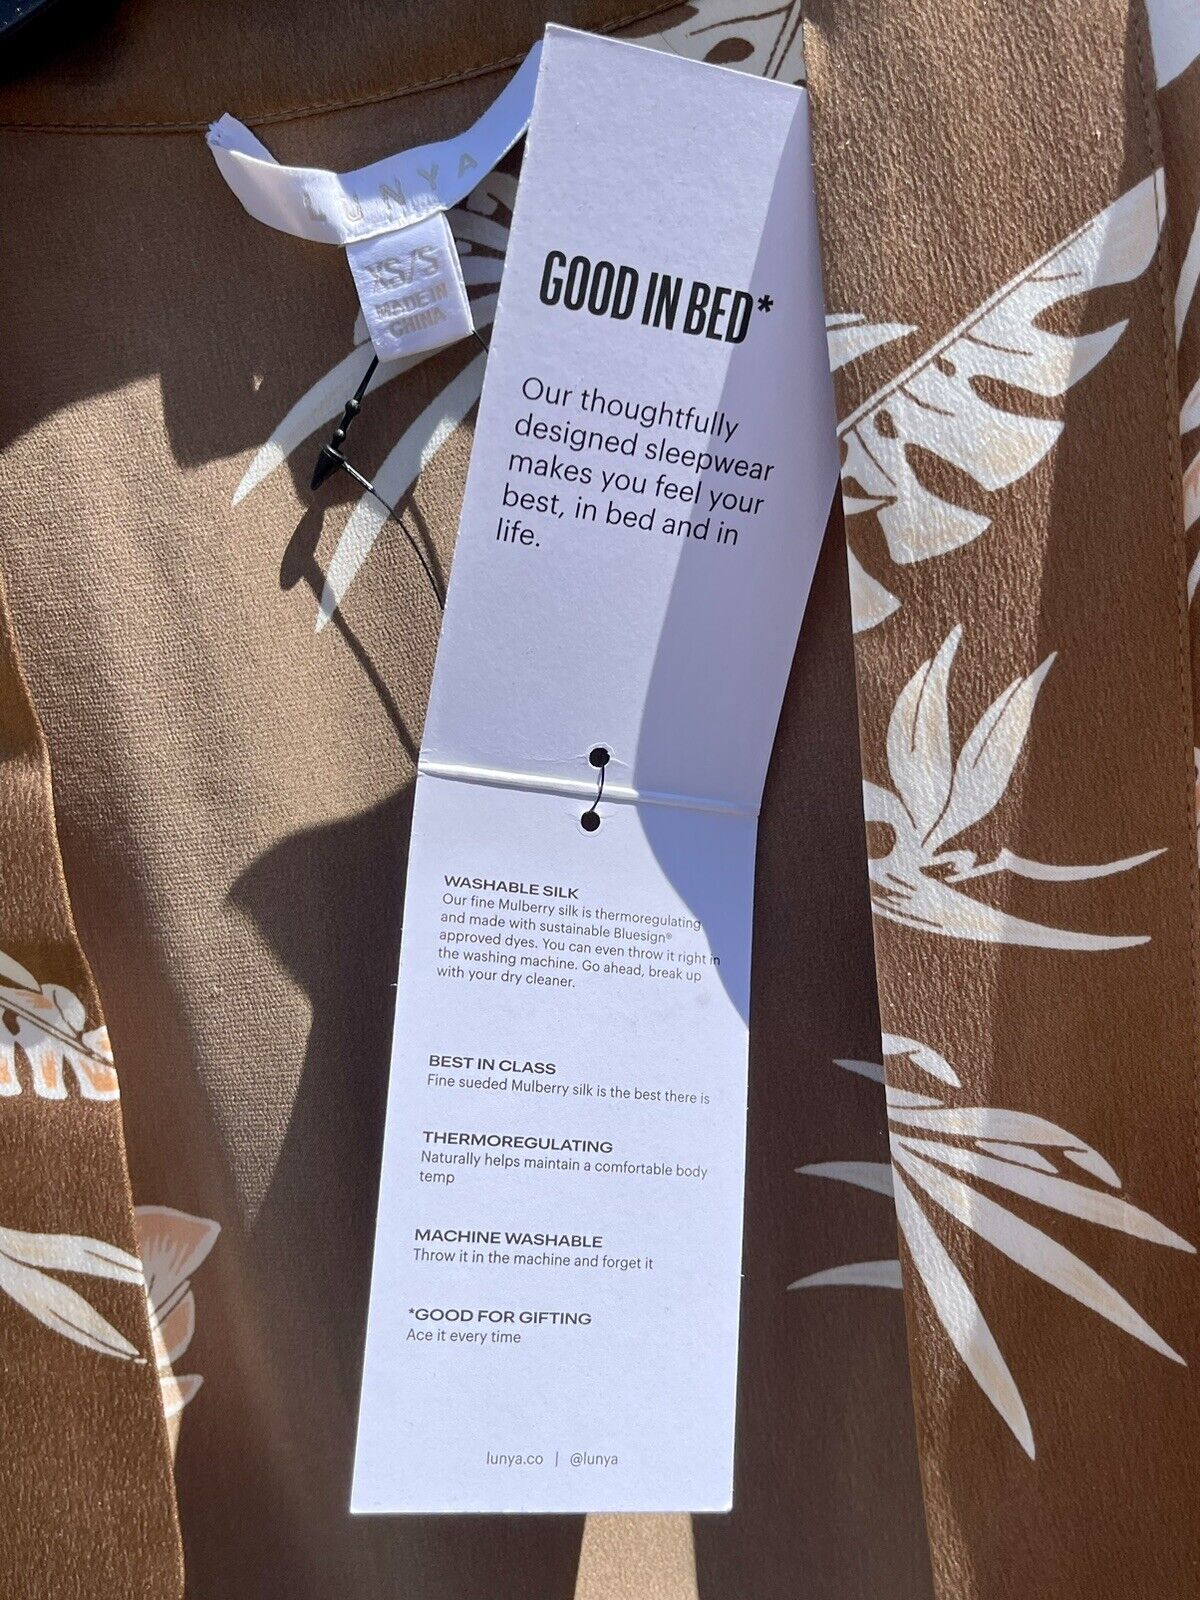 LUNYA
XS/S
MADE IN
CHINA
GOOD IN BED*
Our thoughtfully
designed sleepwear
makes you feel your
best, in bed and in
life.
WASHABLE SILK
Our fine Mulberry silk is thermoregulating
and made with sustainable Bluesign®
approved dyes. You can even throw it right in
the washing machine. Go ahead, break up
with your dry cleaner.
BEST IN CLASS
Fine sueded Mulberry silk is the best there is
THERMOREGULATING
Naturally helps maintain a comfortable body
temp
MACHINE WASHABLE
Throw it in the machine and forget it
*GOOD FOR GIFTING
Ace it every time
lunya.co | @lunya